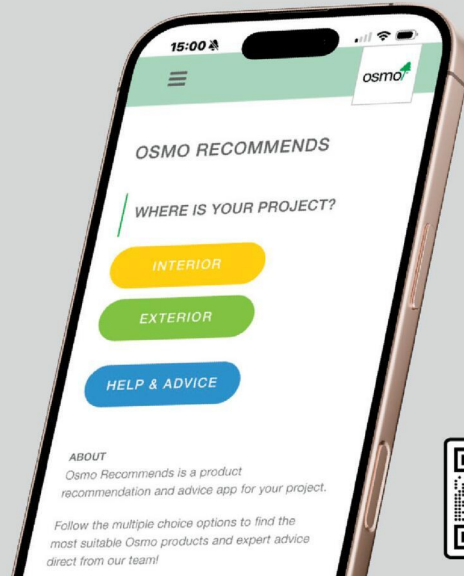 15:00
osmo
OSMO RECOMMENDS
WHERE IS YOUR PROJECT?
INTERIOR
EXTERIOR
HELP & ADVICE
ABOUT
Osmo Recommends is a product
recommendation and advice app for your project.
Follow the multiple choice options to find the
most suitable Osmo products and expert advice
direct from our team!